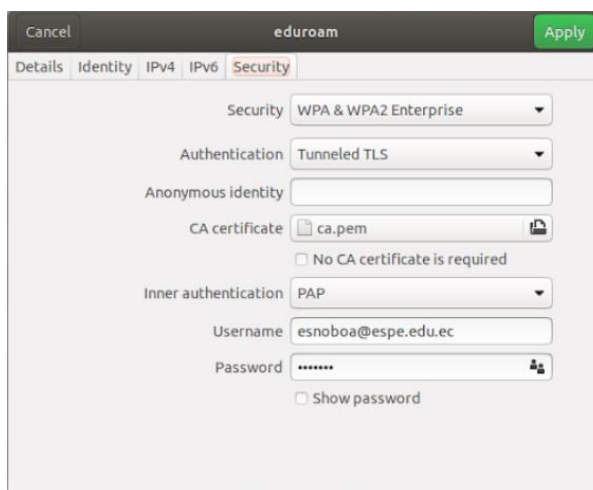 Cancel eduroam Apply
Details Identity IPv4 IPv6 Security
Security WPA & WPA2 Enterprise
Authentication Tunneled TLS
Anonymous identity
CA certificate ca.pem
No CA certificate is required
Inner authentication PAP
Username esnoboa@espe.edu.ec
Password •••••••
Show password